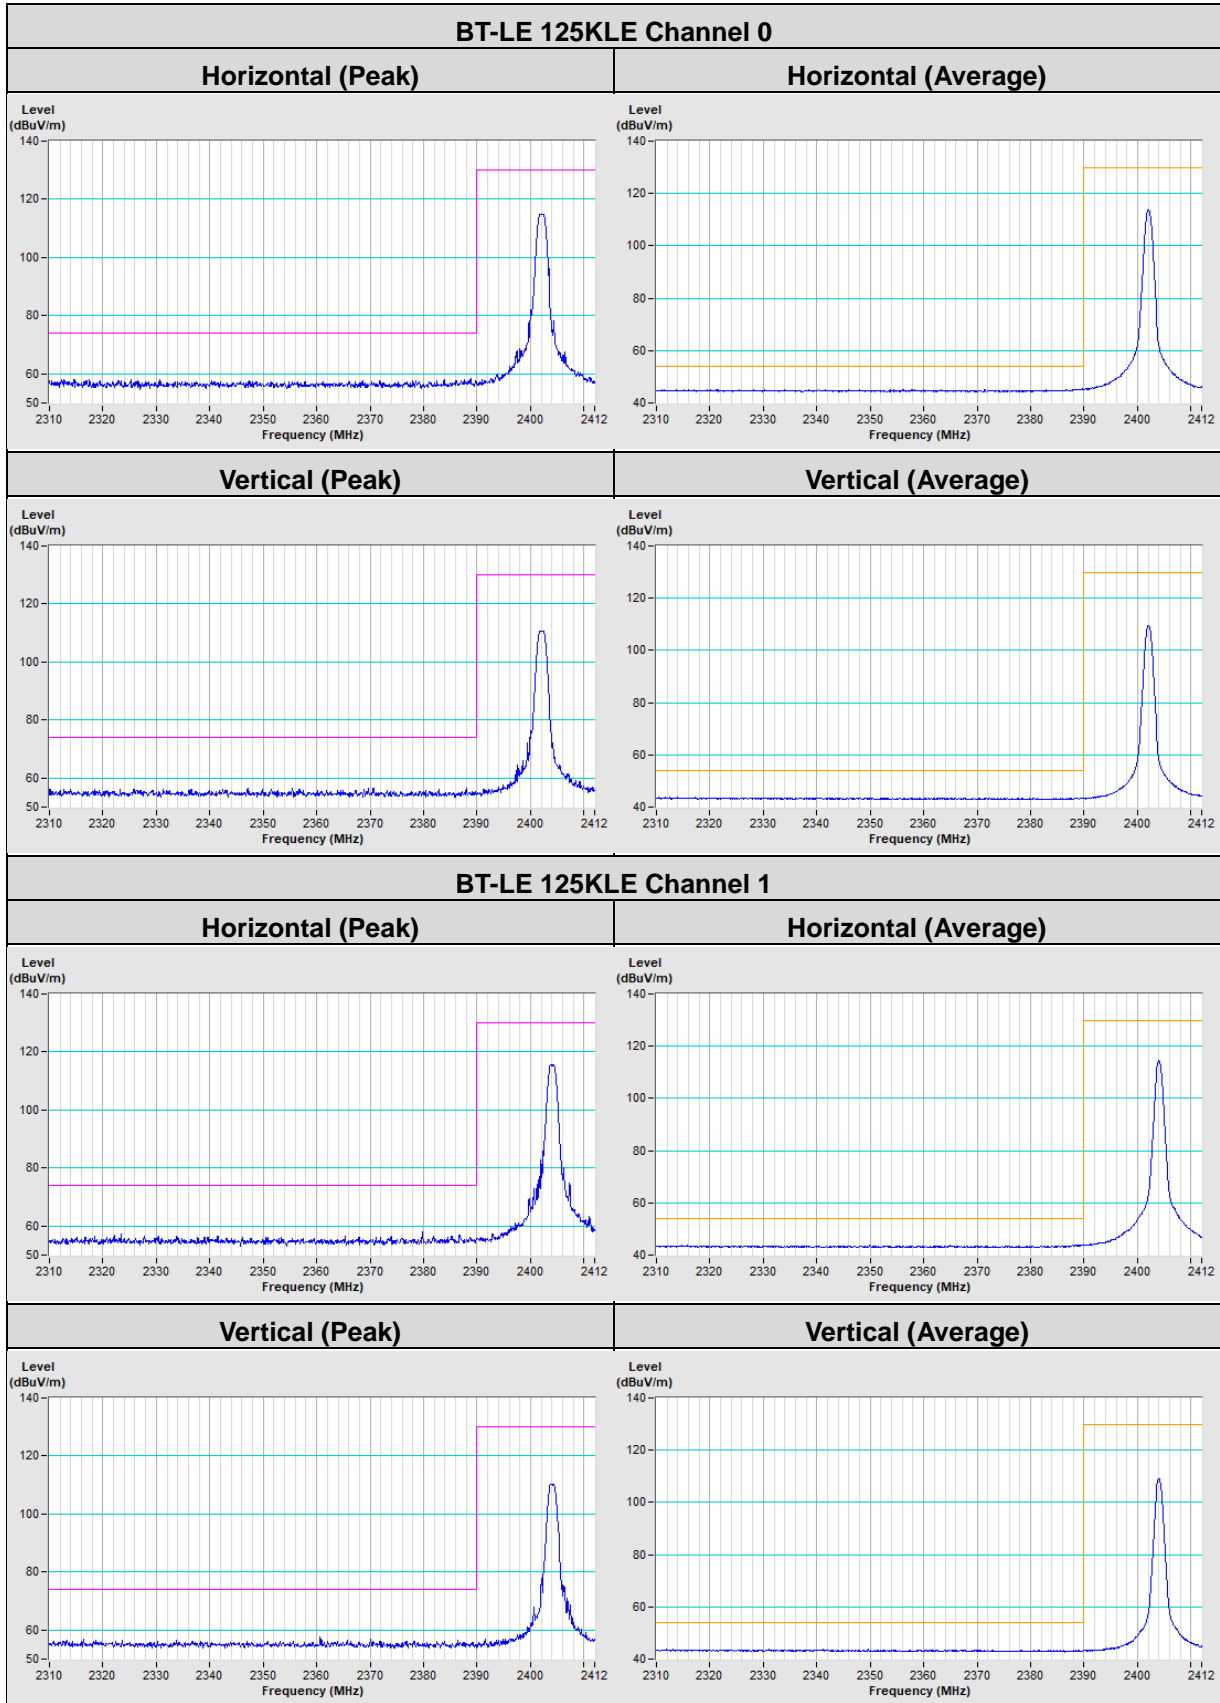 BT-LE 125KLE Channel 0
Horizontal (Peak)
Horizontal (Average)
Level
(dBuV/m)
140
120
100
80
60
50
2310 2320 2330 2340 2350 2360 2370 2380 2390 2400 2412
Frequency (MHz)
Level
(dBuV/m)
140
120
100
80
60
40
2310 2320 2330 2340 2350 2360 2370 2380 2390 2400 2412
Frequency (MHz)
Vertical (Peak)
Vertical (Average)
Level
(dBuV/m)
140
120
100
80
60
50
2310 2320 2330 2340 2350 2360 2370 2380 2390 2400 2412
Frequency (MHz)
Level
(dBuV/m)
140
120
100
80
60
40
2310 2320 2330 2340 2350 2360 2370 2380 2390 2400 2412
Frequency (MHz)
BT-LE 125KLE Channel 1
Horizontal (Peak)
Horizontal (Average)
Level
(dBuV/m)
140
120
100
80
60
50
2310 2320 2330 2340 2350 2360 2370 2380 2390 2400 2412
Frequency (MHz)
Level
(dBuV/m)
140
120
100
80
60
40
2310 2320 2330 2340 2350 2360 2370 2380 2390 2400 2412
Frequency (MHz)
Vertical (Peak)
Vertical (Average)
Level
(dBuV/m)
140
120
100
80
60
50
2310 2320 2330 2340 2350 2360 2370 2380 2390 2400 2412
Frequency (MHz)
Level
(dBuV/m)
140
120
100
80
60
40
2310 2320 2330 2340 2350 2360 2370 2380 2390 2400 2412
Frequency (MHz)